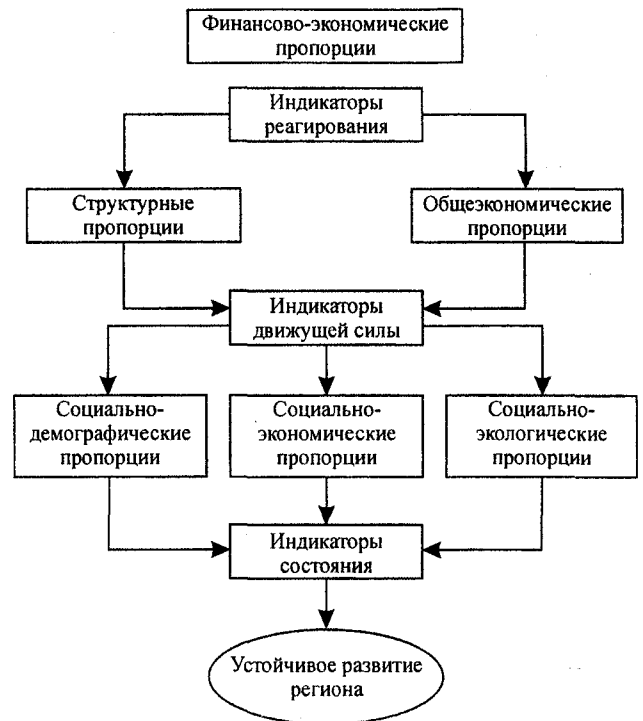 Финансово-экономические
пропорции
Индикаторы
реагирования
Структурные
пропорции
Общеэкономические
пропорции
Индикаторы
движущей силы
Социально-
демографические
пропорции
Социально-
экономические
пропорции
Социально-
экологические
пропорции
Индикаторы
состояния
Устойчивое развитие
региона